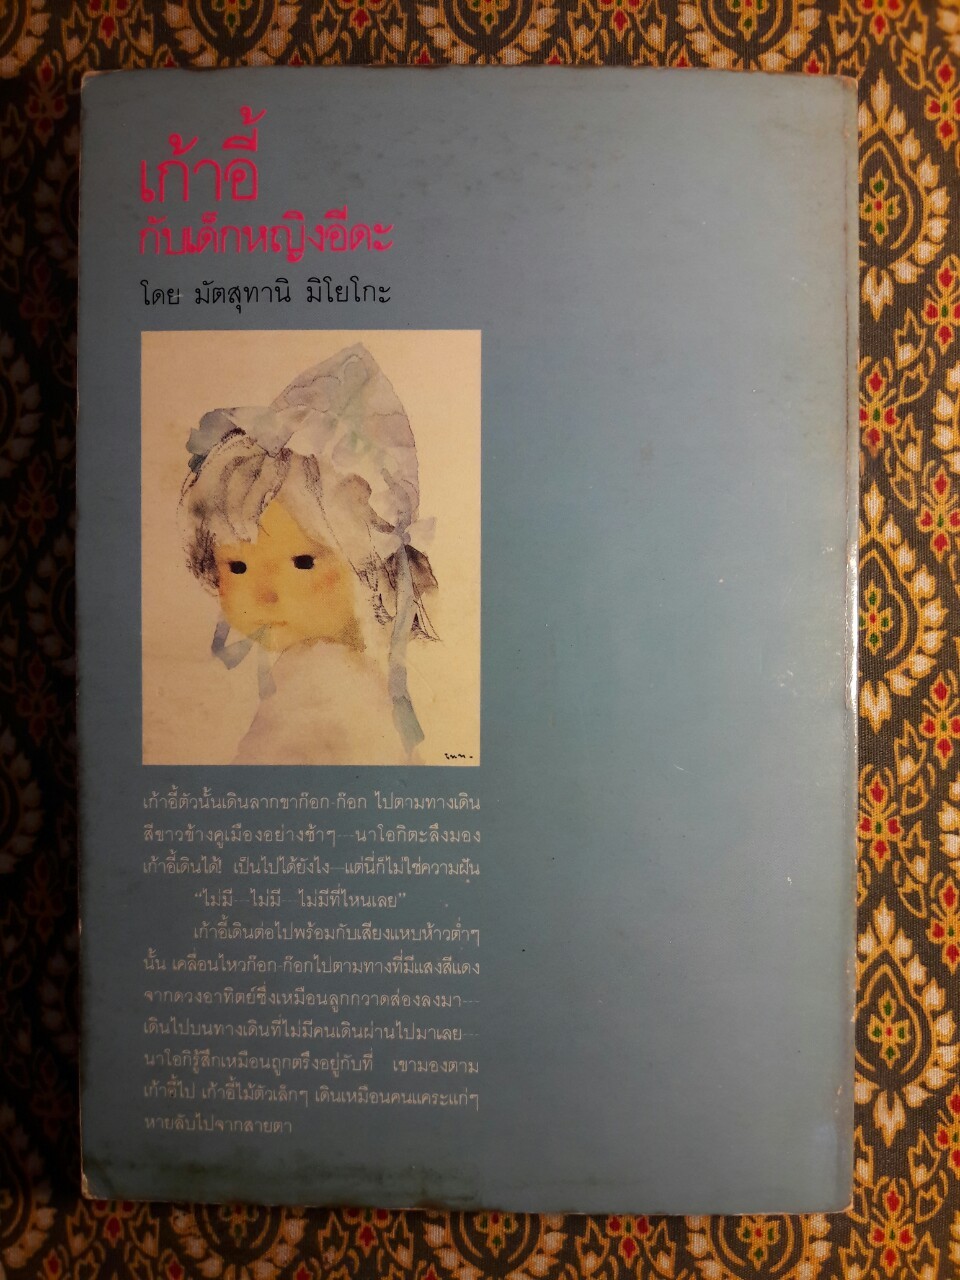 เก้าอี้
กับเด็กหญิงอีดะ
โดย มัตสุทานิ มิโยโกะ
เก้าอี้ตัวนั้นเดินลากขาก๊อก-ก๊อก ไปตามทางเดิน
สีขาวข้างคูเมืองอย่างช้าๆ---นาโอกิตะลึงมอง
เก้าอี้เดินได้! เป็นไปได้ยังไง---แต่นี่ก็ไม่ใช่ความฝัน
“ไม่มี---ไม่มี---ไม่มีที่ไหนเลย”
เก้าอี้เดินต่อไปพร้อมกับเสียงแหบห้าวต่ำๆ
นั้น เคลื่อนไหวก๊อก-ก๊อกไปตามทางที่มีแสงสีแดง
จากดวงอาทิตย์ซึ่งเหมือนลูกกวาดส่องลงมา---
เดินไปบนทางเดินที่ไม่มีคนเดินผ่านไปมาเลย---
นาโอกิรู้สึกเหมือนถูกตรึงอยู่กับที่ เขามองตาม
เก้าอี้ไป เก้าอี้ไม้ตัวเล็กๆ เดินเหมือนคนแคระแก่ๆ
หายลับไปจากสายตา